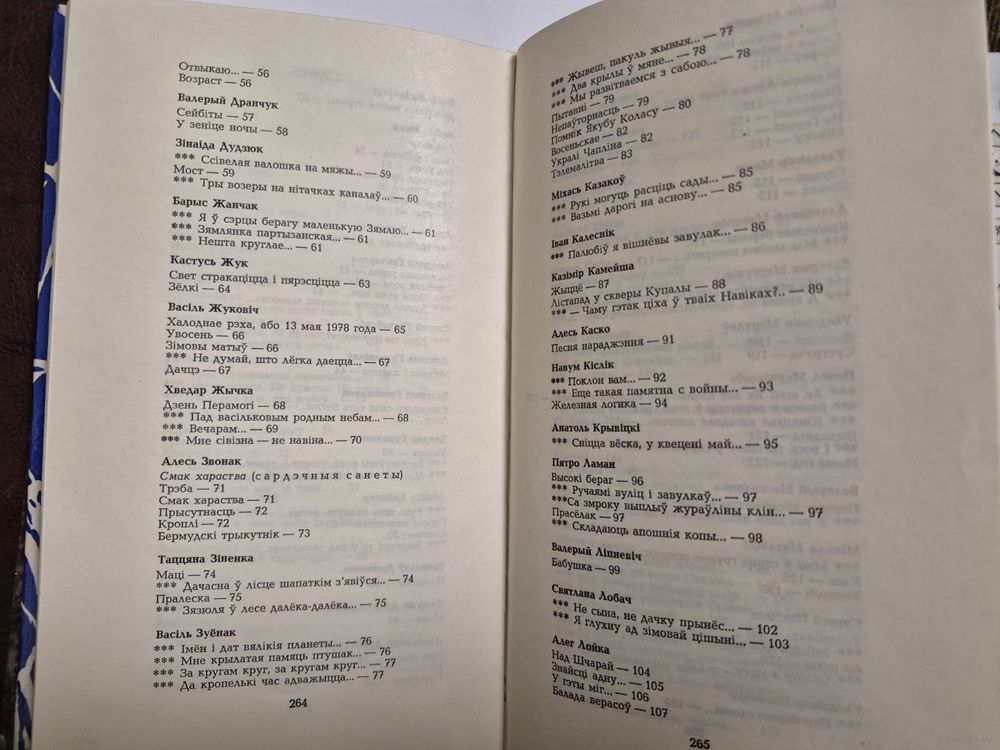 Отвыкаю... — 56
Возраст — 56
Валерый Дранчук
Сейбіты — 57
У зеніце ночы — 58
Зінаіда Дудзюк
*** Ссівелая валошка на мяжы... — 59
Мост — 59
*** Тры возеры на нітачках каналаў... — 60
Барыс Жанчак
*** Я ў сэрцы берагу маленькую Зямлю... — 61
*** Зямлянка партызанская... — 61
*** Нешта круглае... — 61
Кастусь Жук
Свет стракаціцца і пярэсціцца — 63
Зёлкі — 64
Васіль Жуковіч
Халоднае рэха, або 13 мая 1978 года — 65
Увосень — 66
Зімовы матыў — 66
*** Не думай, што лёгка даецца... — 67
Дачцэ — 67
Хведар Жычка
Дзень Перамогі — 68
*** Пад васільковым родным небам... — 68
*** Вечарам... — 69
*** Мне сівізна — не навіна... — 70
Алесь Звонак
Смак хараства (сардэчныя санеты)
Трэба — 71
Смак хараства — 71
Прысутнасць — 72
Кроплі — 72
Бермудскі трыкутнік — 73
Таццяна Зіненка
Маці — 74
*** Дачасна ў лісце шапаткім з'явіўся... — 74
Пралеска — 75
*** Зязюля ў лесе далёка-далёка... — 75
Васіль Зуёнак
*** Імён і дат вялікія планеты... — 76
*** Мне крылатая памяць птушак... — 76
*** За кругам круг, за кругам круг... — 77
*** Да кропелькі час адважыцца... — 77
264
*** Жывеш, пакуль жывыя... — 77
*** Два крылы ў мяне... — 78
*** Мы развітваемся з сабою... — 78
Пытанні — 79
Непаўторнасць — 79
Помнік Якубу Коласу — 80
Восеньскае — 82
Укралі Чапліна — 82
Тэлемалітва — 83
Міхась Казакоў
*** Рукі могуць расціць сады... — 85
*** Вазьмі дарогі на аснову... — 85
Іван Калеснік
*** Палюбіў я вішнёвы завулак... — 86
Казімір Камейша
Жыццё — 87
Лістапад у скверы Купалы — 88
*** — Чаму гэтак ціха ў тваіх Навіках?.. — 89
Алесь Каско
Песня нараджэння — 91
Навум Кіслік
*** Поклон вам... — 92
*** Еще такая памятна с войны... — 93
Железная логика — 94
Анатоль Крывіцкі
*** Сніцца вёска, у квецені май... — 95
Пятро Ламан
Высокі бераг — 96
*** Ручаямі вуліц і завулкаў... — 97
***Са змроку выплыў жураўліны клін... — 97
Прасёлак — 97
*** Складаюць апошнія копы... — 98
Валерый Ліпневіч
Бабушка — 99
Святлана Лобач
*** Не сына, не дачку прынёс... — 102
*** Я глухну ад зімовай цішыні... — 103
Алег Лойка
Над Шчарай — 104
Знайсці адну... — 105
У гэты міг... — 106
Балада верасоў — 107
265